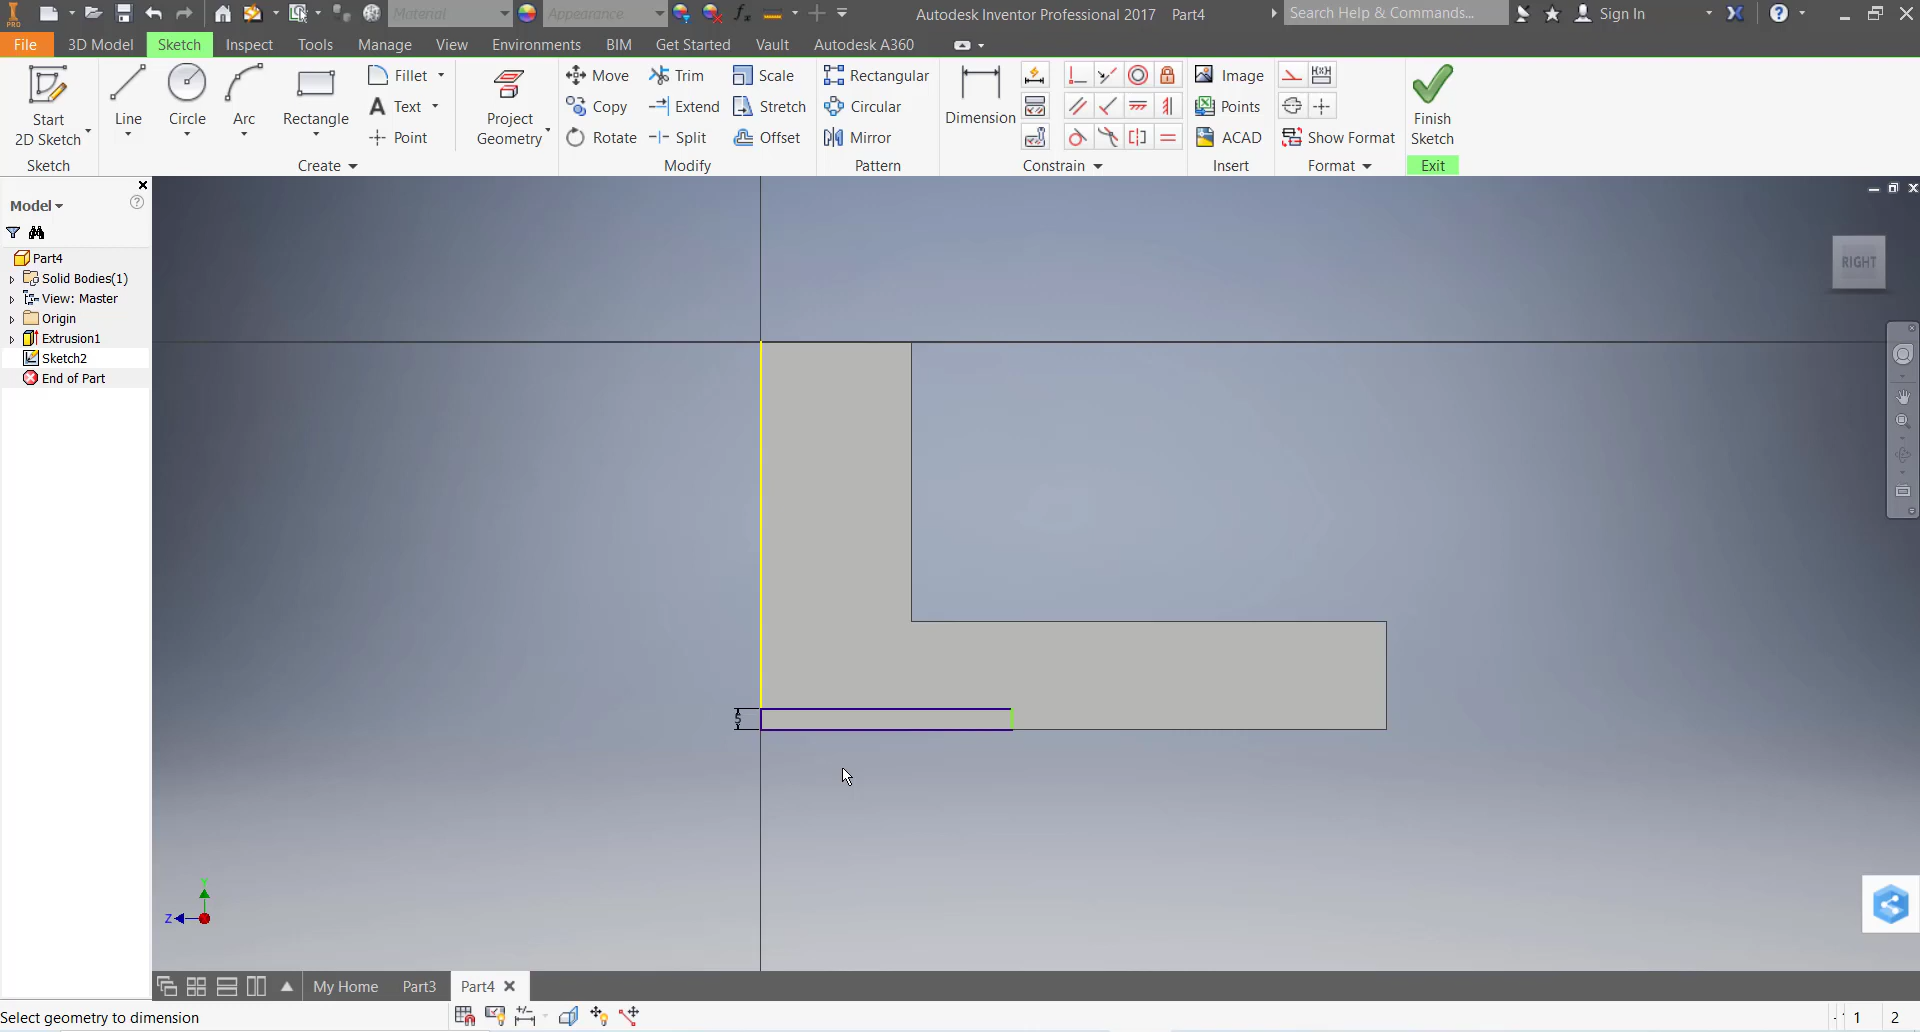 PRO
Material
Appearance
Autodesk Inventor Professional 2017 Part4
Search Help & Commands...
Sign In
File
3D Model
Sketch
Inspect
Tools
Manage
View
Environments
BIM
Get Started
Vault
Autodesk A360
Start
2D Sketch
Line
Circle
Arc
Rectangle
Fillet
Text
Point
Project
Geometry
Move
Copy
Rotate
Trim
Extend
Split
Scale
Stretch
Offset
Rectangular
Circular
Mirror
Dimension
Image
Points
ACAD
Show Format
Finish
Sketch
Sketch
Create
Modify
Pattern
Constrain
Insert
Format
Exit
Model
Part4
Solid Bodies(1)
View: Master
Origin
Extrusion1
Sketch2
End of Part
RIGHT
5
Y
Z
My Home
Part3
Part4
Select geometry to dimension
1
2